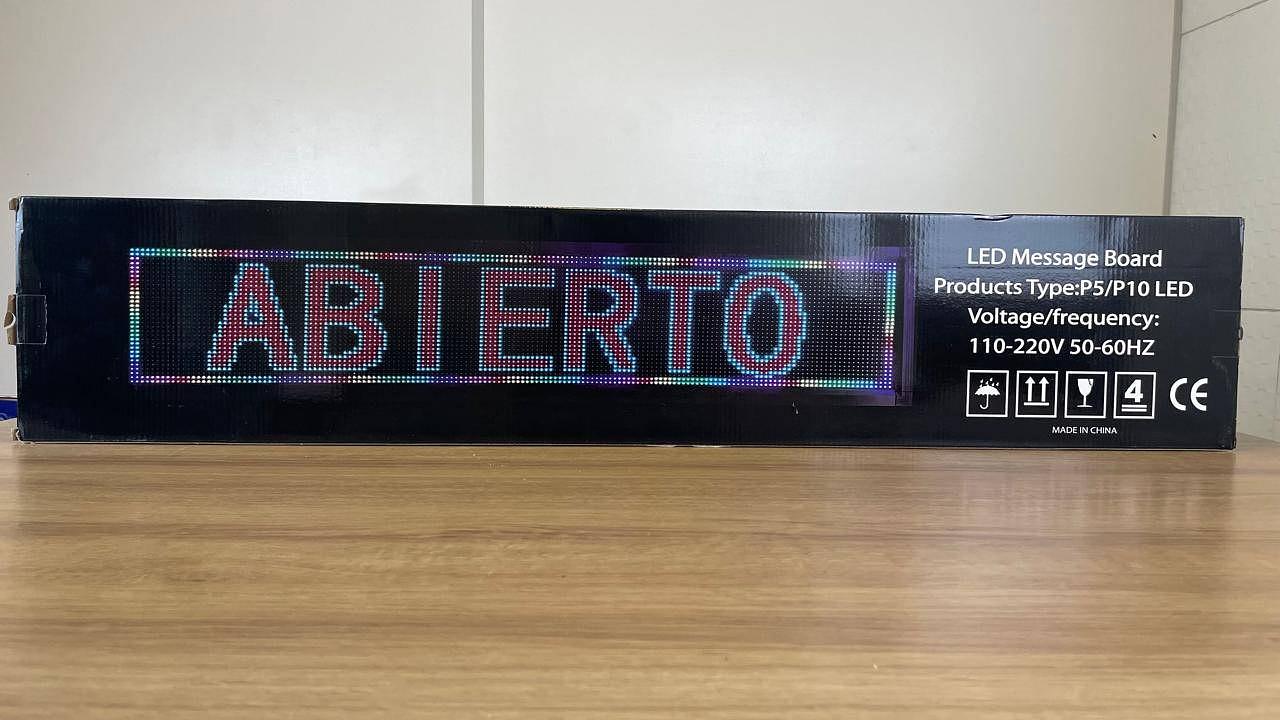 ABIERTO
LED Message Board
Products Type:P5/P10 LED
Voltage/frequency:
110-220V 50-60HZ
4
CE
MADE IN CHINA